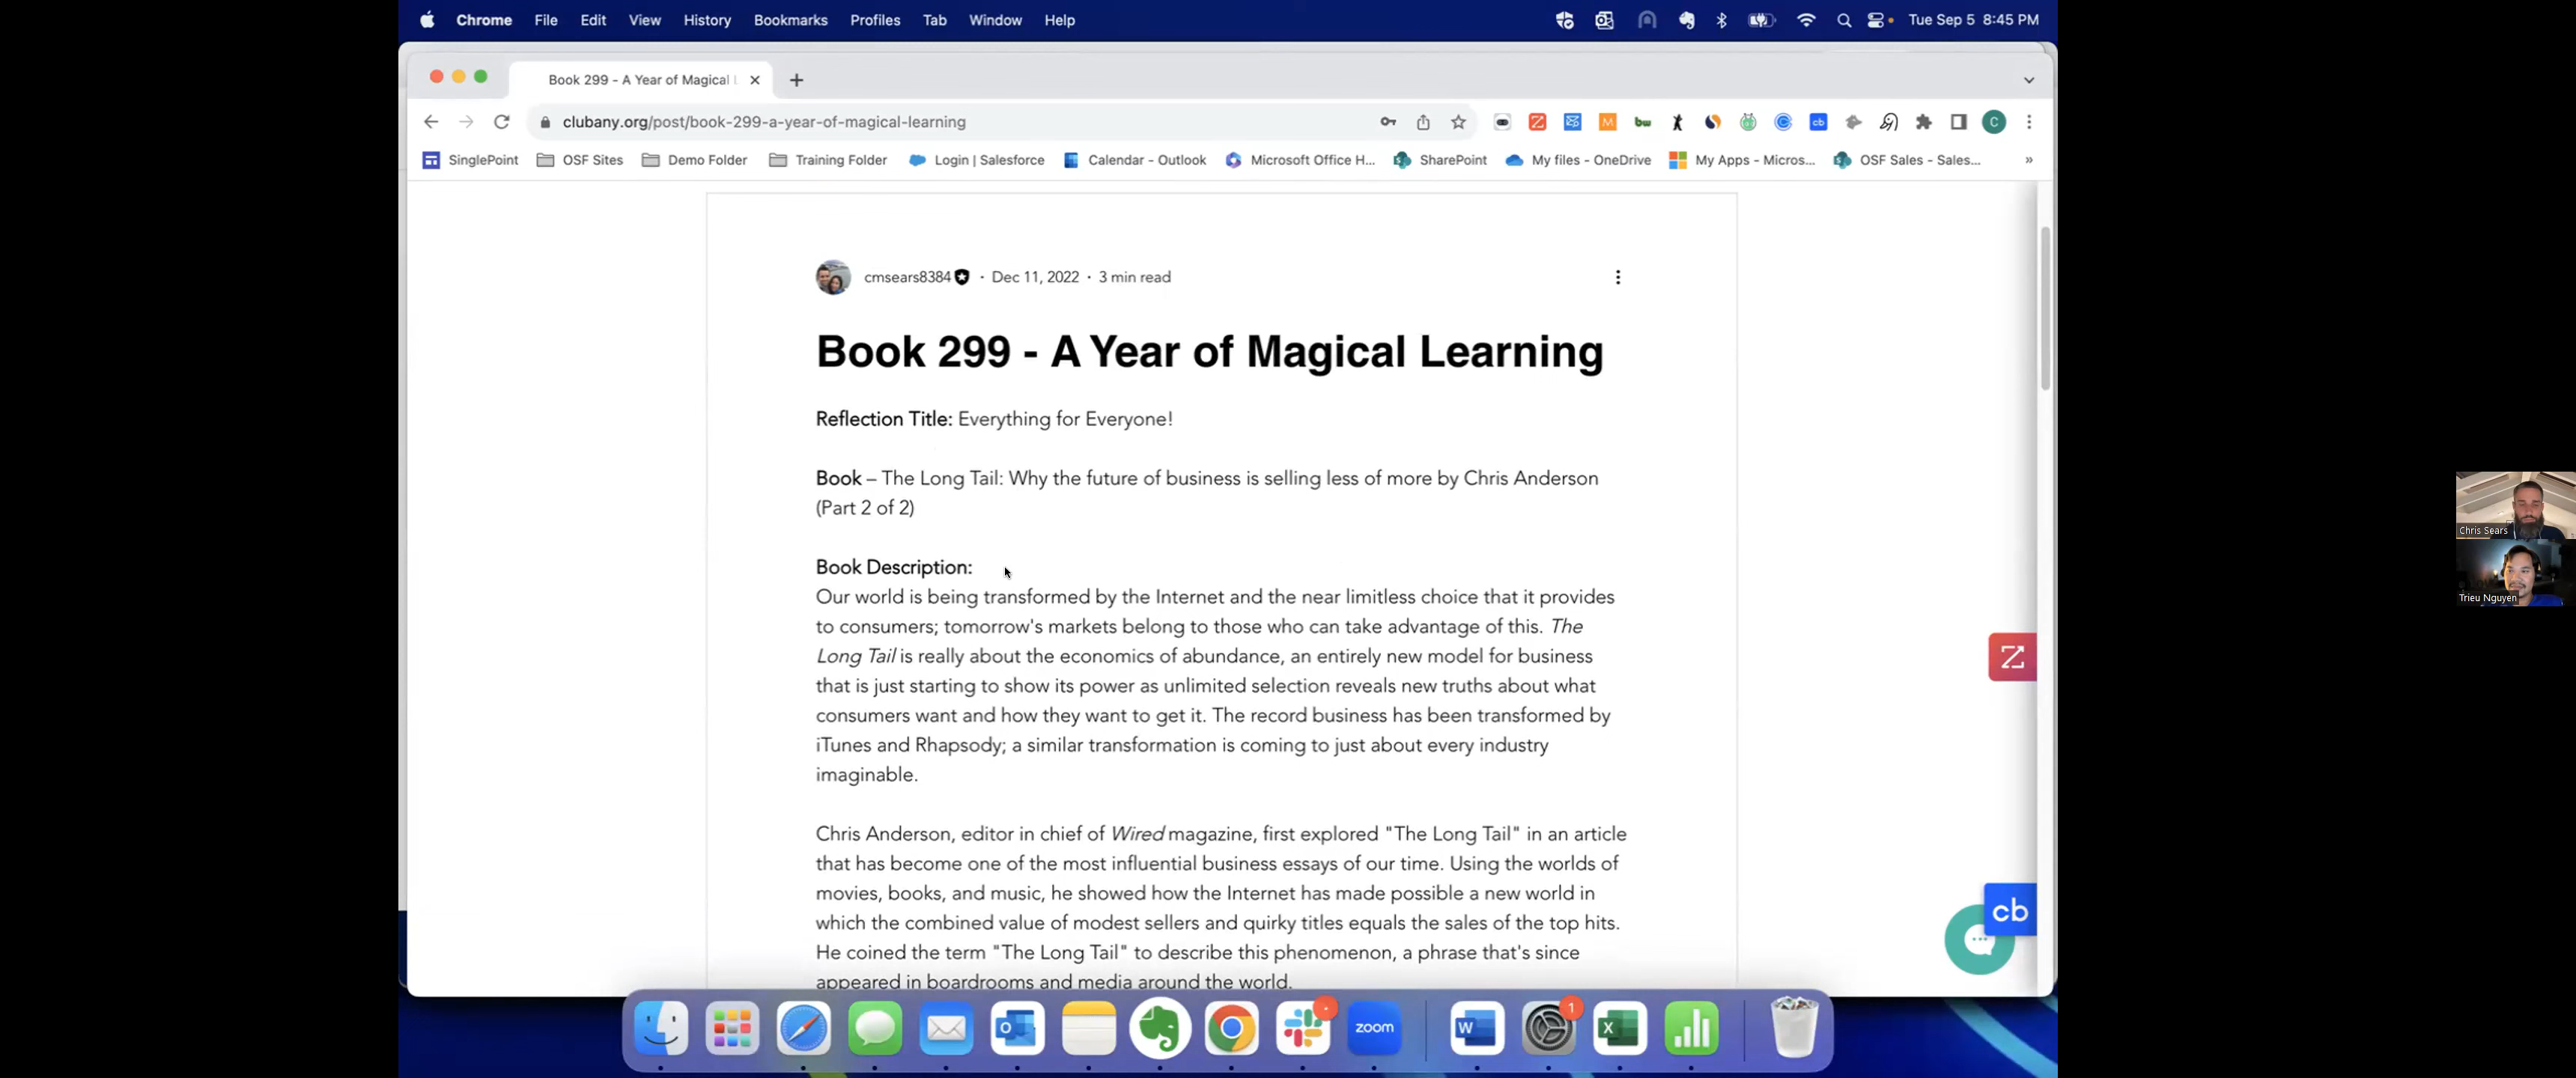 Chrome File Edit View History Bookmarks Profiles Tab Window Help Tue Sep 5 8:45 PM
Book 299 - A Year of Magical
clubany.org/post/book-299-a-year-of-magical-learning
SinglePoint OSF Sites Demo Folder Training Folder Login | Salesforce Calendar - Outlook Microsoft Office H... SharePoint My files - OneDrive My Apps - Micros... OSF Sales - Sales... »
cmsears8384 · Dec 11, 2022 · 3 min read
Book 299 - A Year of Magical Learning
Reflection Title: Everything for Everyone!
Book – The Long Tail: Why the future of business is selling less of more by Chris Anderson
(Part 2 of 2)
Book Description:
Our world is being transformed by the Internet and the near limitless choice that it provides
to consumers; tomorrow's markets belong to those who can take advantage of this. The
Long Tail is really about the economics of abundance, an entirely new model for business
that is just starting to show its power as unlimited selection reveals new truths about what
consumers want and how they want to get it. The record business has been transformed by
iTunes and Rhapsody; a similar transformation is coming to just about every industry
imaginable.
Chris Anderson, editor in chief of Wired magazine, first explored "The Long Tail" in an article
that has become one of the most influential business essays of our time. Using the worlds of
movies, books, and music, he showed how the Internet has made possible a new world in
which the combined value of modest sellers and quirky titles equals the sales of the top hits.
He coined the term "The Long Tail" to describe this phenomenon, a phrase that's since
appeared in boardrooms and media around the world.
Chris Sears
Trieu Nguyen
cb
zoom
1